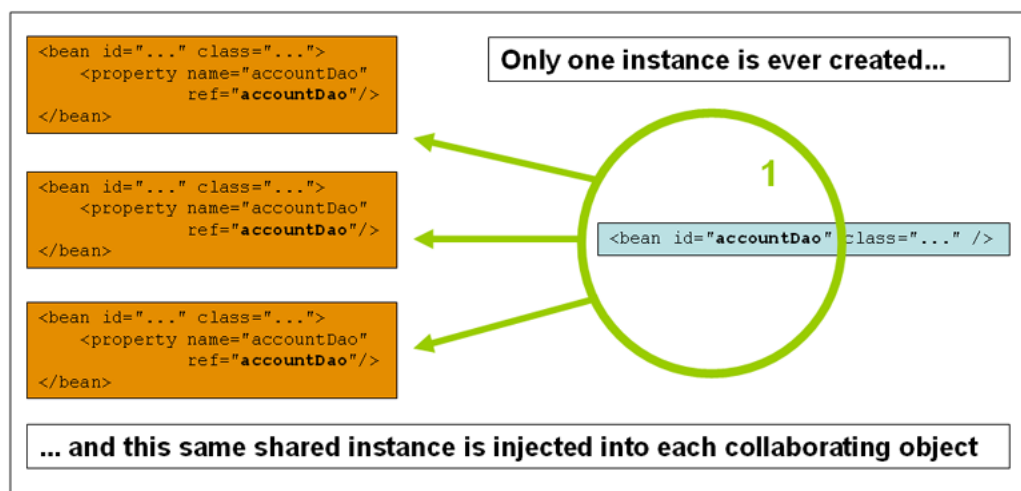 <bean id="..." class="...">
    <property name="accountDao"
              ref="accountDao"/>
</bean>
Only one instance is ever created...
1
<bean id="..." class="...">
    <property name="accountDao
              ref="accountDao"/>
</bean>
<bean id="accountDao" class="..." />
<bean id="..." class="...">
    <property name="accountDao
              ref="accountDao"/>
</bean>
... and this same shared instance is injected into each collaborating object